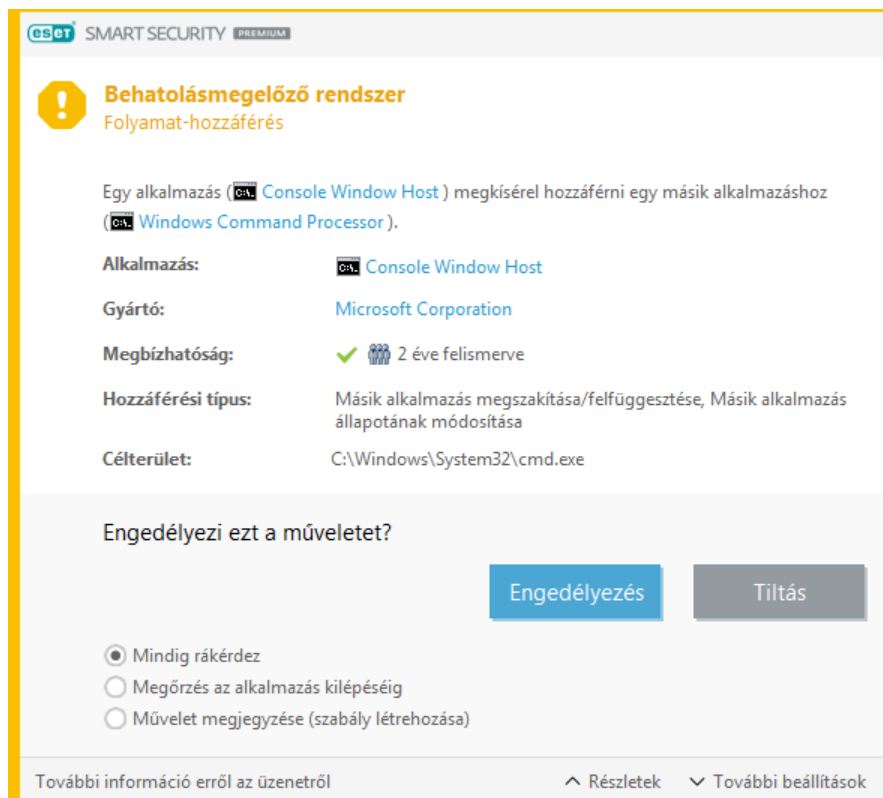 eset SMART SECURITY PREMIUM
Behatolásmegelőző rendszer
Folyamat-hozzáférés
Egy alkalmazás ( Console Window Host ) megkísérel hozzáférni egy másik alkalmazáshoz
( Windows Command Processor ).
Alkalmazás: Console Window Host
Gyártó: Microsoft Corporation
Megbízhatóság: 2 éve felismerve
Hozzáférési típus: Másik alkalmazás megszakítása/felfüggesztése, Másik alkalmazás
állapotának módosítása
Célterület: C:\Windows\System32\cmd.exe
Engedélyezi ezt a műveletet?
Engedélyezés Tiltás
Mindig rákérdez
Megőrzés az alkalmazás kilépéséig
Művelet megjegyzése (szabály létrehozása)
További információ erről az üzenetről Részletek További beállítások